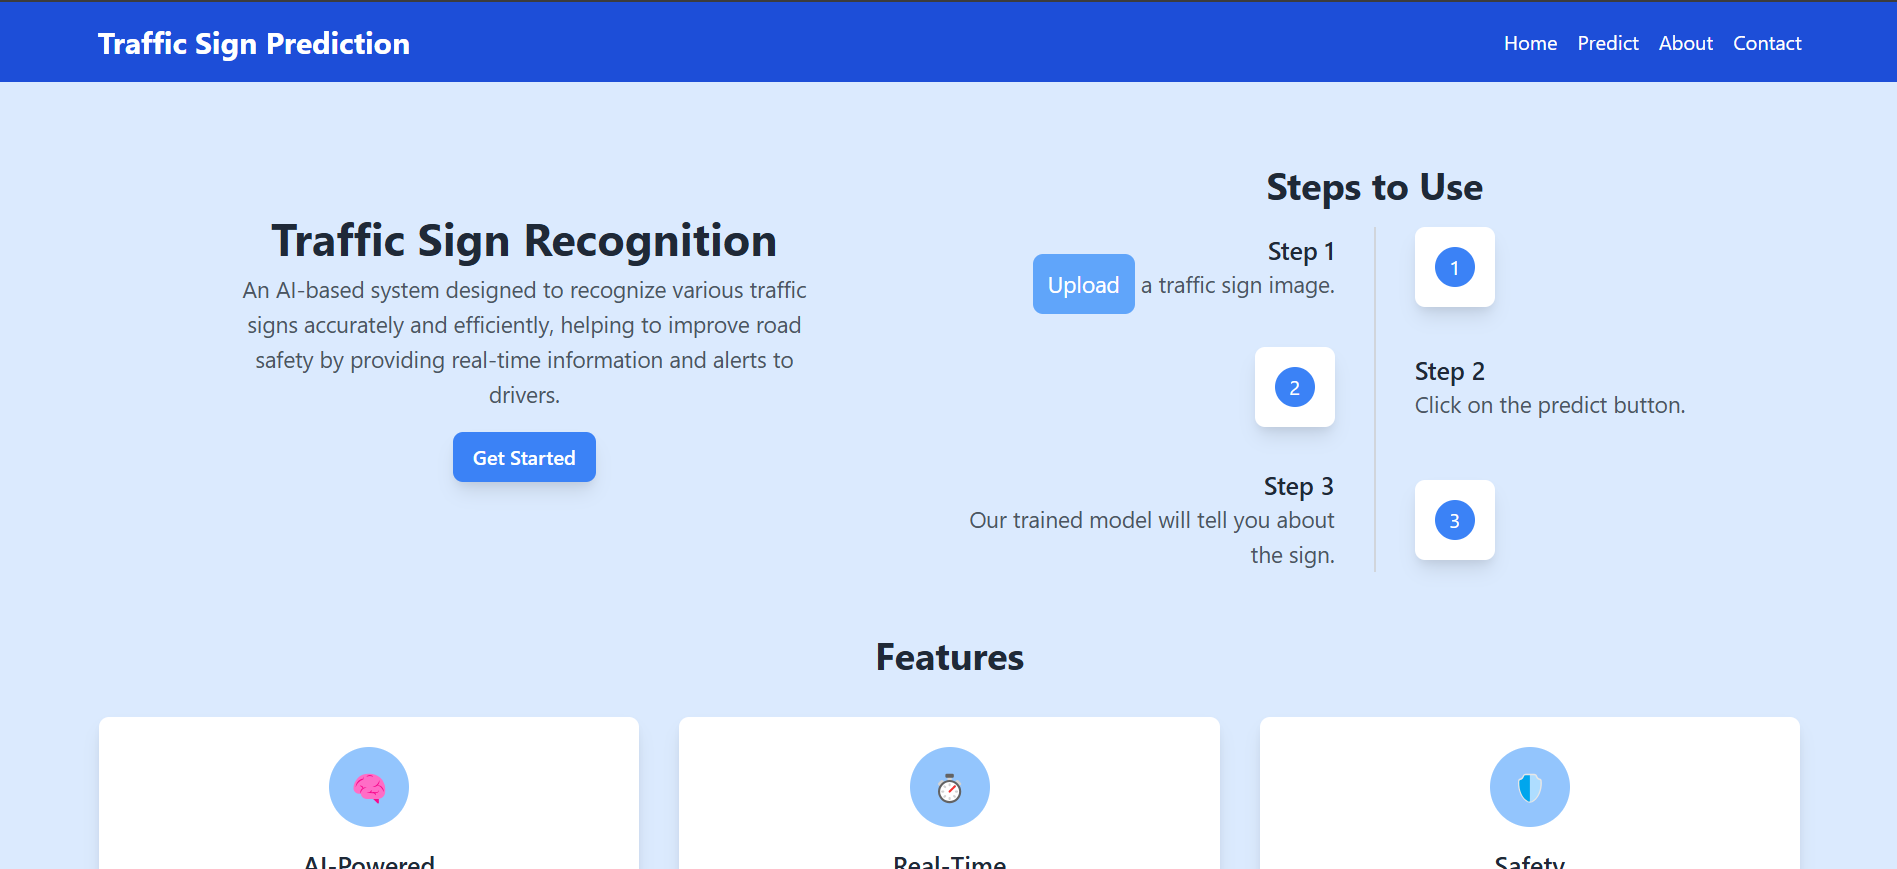 Traffic Sign Prediction
Home Predict About Contact
Traffic Sign Recognition
An AI-based system designed to recognize various traffic
signs accurately and efficiently, helping to improve road
safety by providing real-time information and alerts to
drivers.
Get Started
Steps to Use
Step 1
Upload a traffic sign image.
1
2
Step 2
Click on the predict button.
Step 3
Our trained model will tell you about
the sign.
3
Features
AI-Powered
Real-Time
Safety